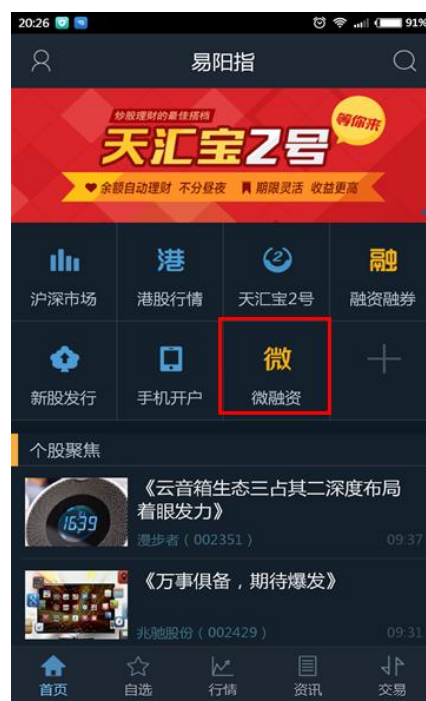 20:26
91%
易阳指
炒股理财的最佳搭档
天汇宝2号
等你来
余额自动理财 不分昼夜 期限灵活 收益更高
港
2
融
沪深市场 港股行情 天汇宝2号 融资融券
微
新股发行 手机开户 微融资
个股聚焦
《云音箱生态三占其二深度布局
着眼发力》
1639
漫步者（002351） 09:37
《万事俱备，期待爆发》
兆驰股份（002429） 09:31
首页 自选 行情 资讯 交易